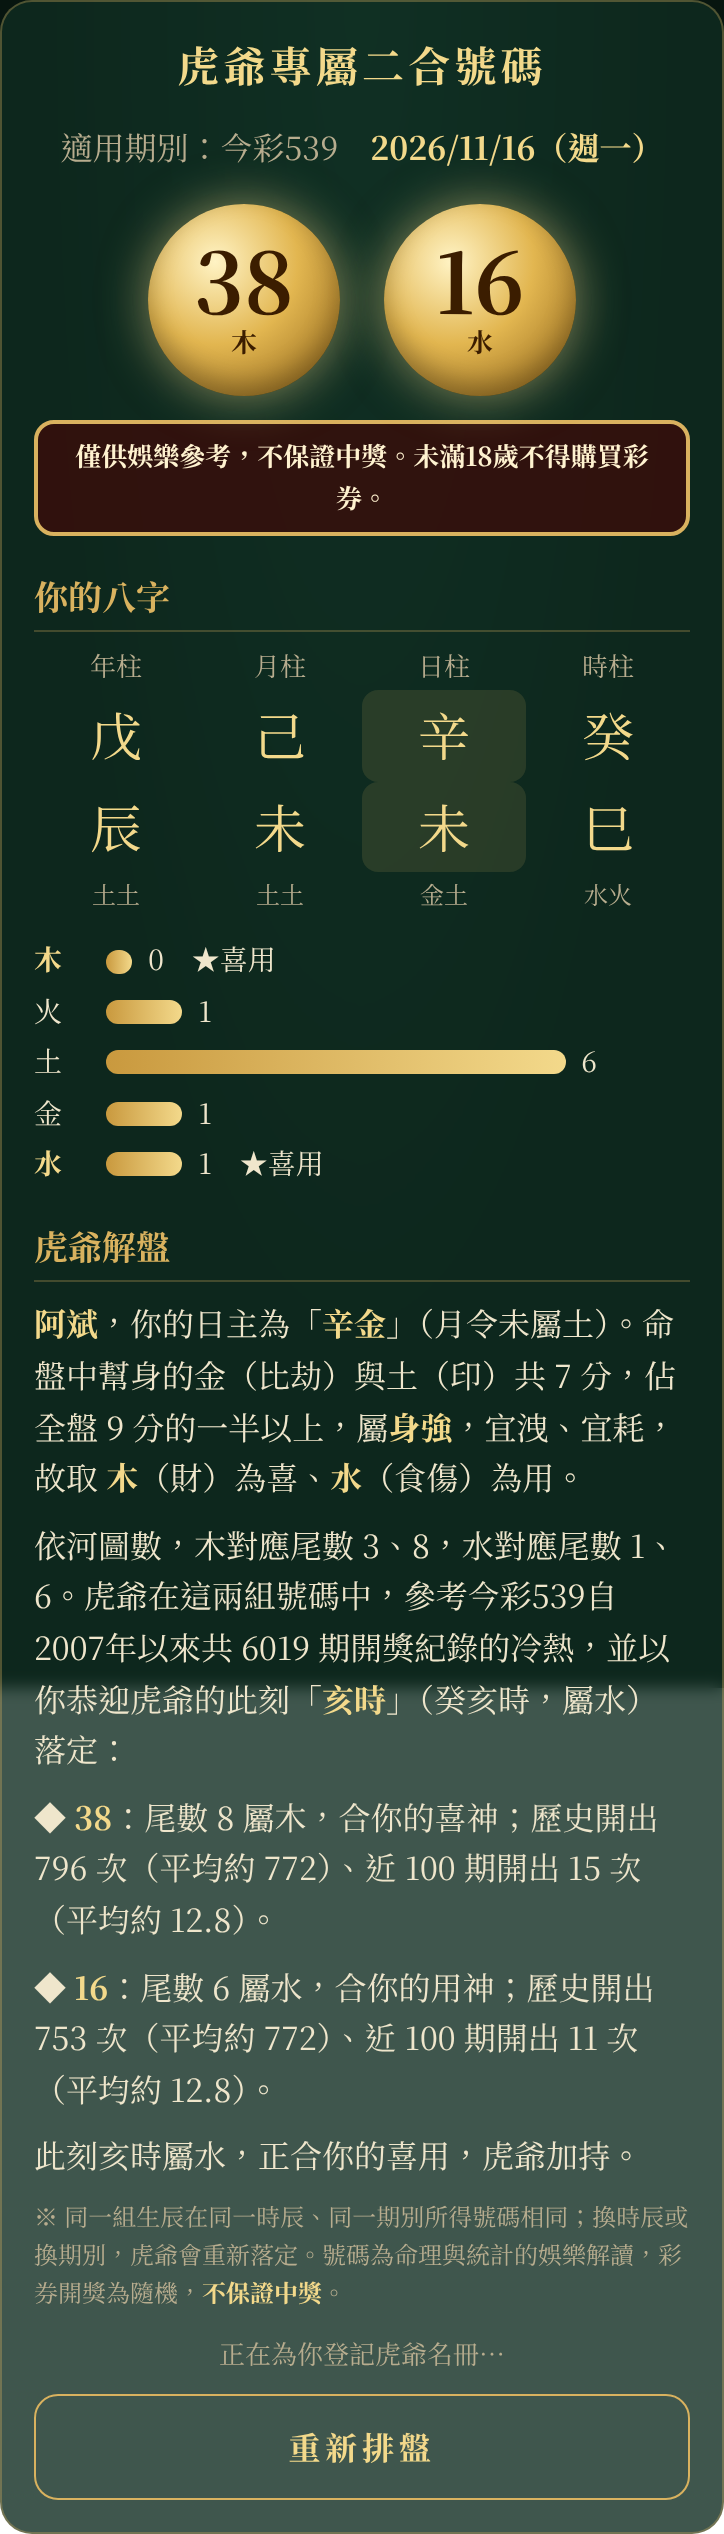 虎爺專屬二合號碼
適用期別：今彩539　2026/11/16（週一）
38
木
16
水
僅供娛樂參考，不保證中獎。未滿18歲不得購買彩
券。
你的八字
年柱 月柱 日柱 時柱
戊 己 辛 癸
辰 未 未 巳
土土 土土 金土 水火
木 0 ★喜用
火 1
土 6
金 1
水 1 ★喜用
虎爺解盤
阿斌，你的日主為「辛金」（月令未屬土）。命
盤中幫身的金（比劫）與土（印）共 7 分，佔
全盤 9 分的一半以上，屬身強，宜洩、宜耗，
故取 木（財）為喜、水（食傷）為用。
依河圖數，木對應尾數 3、8，水對應尾數 1、
6。虎爺在這兩組號碼中，參考今彩539自
2007年以來共 6019 期開獎紀錄的冷熱，並以
你恭迎虎爺的此刻「亥時」（癸亥時，屬水）
落定：
◆ 38：尾數 8 屬木，合你的喜神；歷史開出
796 次（平均約 772）、近 100 期開出 15 次
（平均約 12.8）。
◆ 16：尾數 6 屬水，合你的用神；歷史開出
753 次（平均約 772）、近 100 期開出 11 次
（平均約 12.8）。
此刻亥時屬水，正合你的喜用，虎爺加持。
※ 同一組生辰在同一時辰、同一期別所得號碼相同；換時辰或
換期別，虎爺會重新落定。號碼為命理與統計的娛樂解讀，彩
券開獎為隨機，不保證中獎。
正在為你登記虎爺名冊⋯
重新排盤